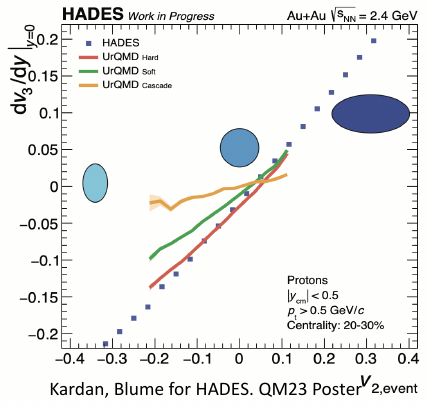 HADES Work in Progress
Au+Au √sNN = 2.4 GeV
dv3/dy|y=0
0.2
0.15
0.1
0.05
0
−0.05
−0.1
−0.15
−0.2
HADES
UrQMD Hard
UrQMD Soft
UrQMD Cascade
Protons
|ycm| < 0.5
pt > 0.5 GeV/c
Centrality: 20-30%
−0.4 −0.3 −0.2 −0.1 0 0.1 0.2 0.3 0.4
Kardan, Blume for HADES. QM23 Poster
v2,event